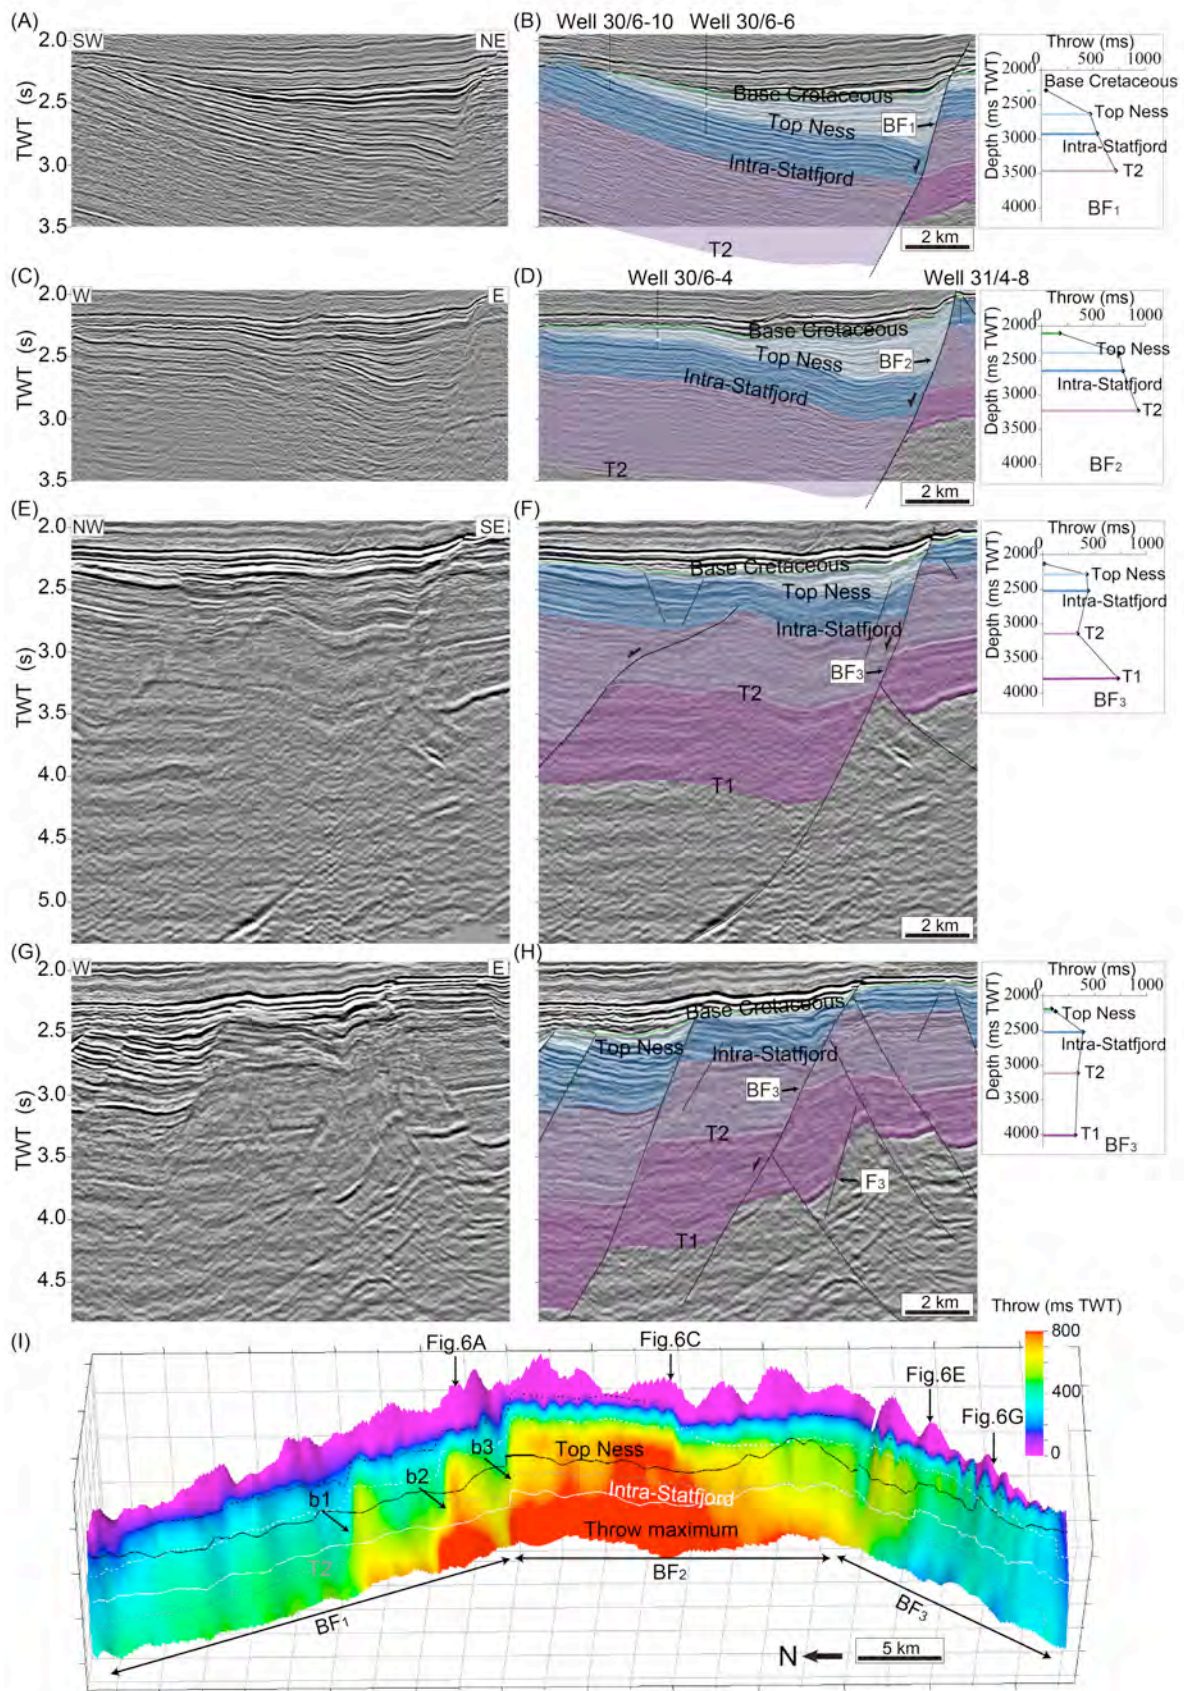 (A)
SW
NE
TWT (s)
2.0
2.5
3.0
3.5
(B)
Well 30/6-10
Well 30/6-6
Base Cretaceous
Top Ness
Intra-Statfjord
T2
BF1
2 km
Throw (ms)
0
500
1000
Depth (ms TWT)
2000
2500
3000
3500
4000
Base Cretaceous
Top Ness
Intra-Statfjord
T2
BF1
(C)
W
E
TWT (s)
2.0
2.5
3.0
3.5
(D)
Well 30/6-4
Well 31/4-8
Base Cretaceous
Top Ness
Intra-Statfjord
T2
BF2
2 km
Throw (ms)
0
500
1000
Depth (ms TWT)
2000
2500
3000
3500
4000
Top Ness
Intra-Statfjord
T2
BF2
(E)
NW
SE
TWT (s)
2.0
2.5
3.0
3.5
4.0
4.5
5.0
(F)
Base Cretaceous
Top Ness
Intra-Statfjord
BF3
T2
T1
2 km
Throw (ms)
0
500
1000
Depth (ms TWT)
2000
2500
3000
3500
4000
Top Ness
Intra-Statfjord
T2
T1
BF3
(G)
W
E
TWT (s)
2.0
2.5
3.0
3.5
4.0
4.5
(H)
Base Cretaceous
Top Ness
Intra-Statfjord
BF3
T2
F3
T1
2 km
Throw (ms)
0
500
1000
Depth (ms TWT)
2000
2500
3000
3500
4000
Top Ness
Intra-Statfjord
T2
T1
BF3
(I)
Fig.6A
Fig.6C
Fig.6E
Fig.6G
Throw (ms TWT)
800
400
0
b1
b2
b3
Top Ness
Intra-Statfjord
Throw maximum
T2
BF1
BF2
BF3
N
5 km